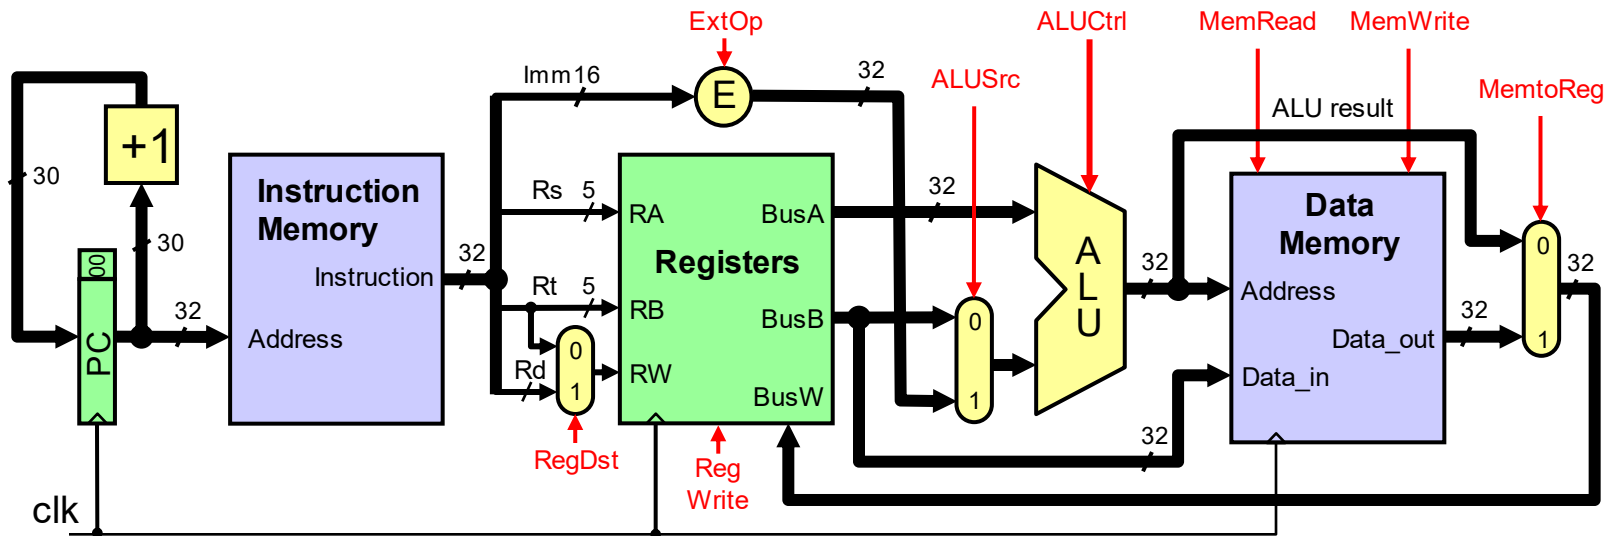 ExtOp
ALUCtrl
MemRead
MemWrite
Imm16
32
ALUSrc
MemtoReg
E
ALU result
+1
30
Instruction
Memory
Rs
5
RA
BusA
32
Data
Memory
30
00
32
Instruction
Registers
A
L
U
0
32
32
Rt
5
RB
BusB
0
Address
PC
32
Address
0
32
Data_out
1
Rd
1
RW
Data_in
BusW
1
32
RegDst
Reg
Write
clk